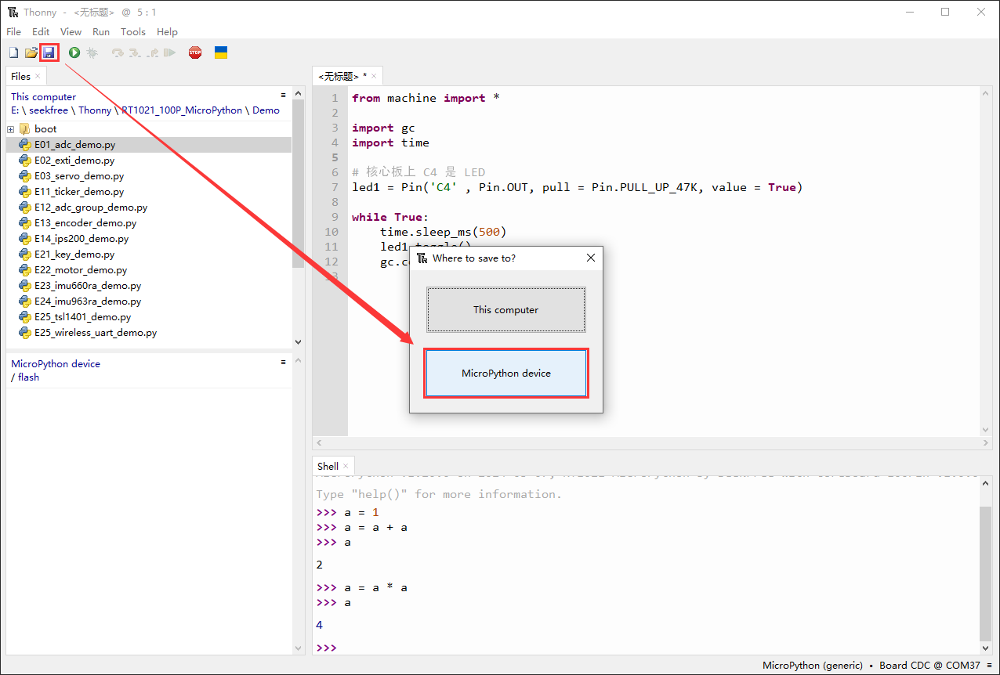 Thonny - <无标题> @ 5 : 1
File Edit View Run Tools Help
STOP
Files
This computer
E: \ seekfree \ Thonny \ RT1021_100P_MicroPython \ Demo
boot
E01_adc_demo.py
E02_exti_demo.py
E03_servo_demo.py
E11_ticker_demo.py
E12_adc_group_demo.py
E13_encoder_demo.py
E14_ips200_demo.py
E21_key_demo.py
E22_motor_demo.py
E23_imu660ra_demo.py
E24_imu963ra_demo.py
E25_tsl1401_demo.py
E25_wireless_uart_demo.py
MicroPython device
/ flash
<无标题> *
1 from machine import *
2
3 import gc
4 import time
5
6 # 核心板上 C4 是 LED
7 led1 = Pin('C4' , Pin.OUT, pull = Pin.PULL_UP_47K, value = True)
8
9 while True:
10 time.sleep_ms(500)
11 led1.toggle()
12 gc.co
13
Where to save to?
This computer
MicroPython device
Shell
Type "help()" for more information.
>>> a = 1
>>> a = a + a
>>> a
2
>>> a = a * a
>>> a
4
>>>
MicroPython (generic) • Board CDC @ COM37